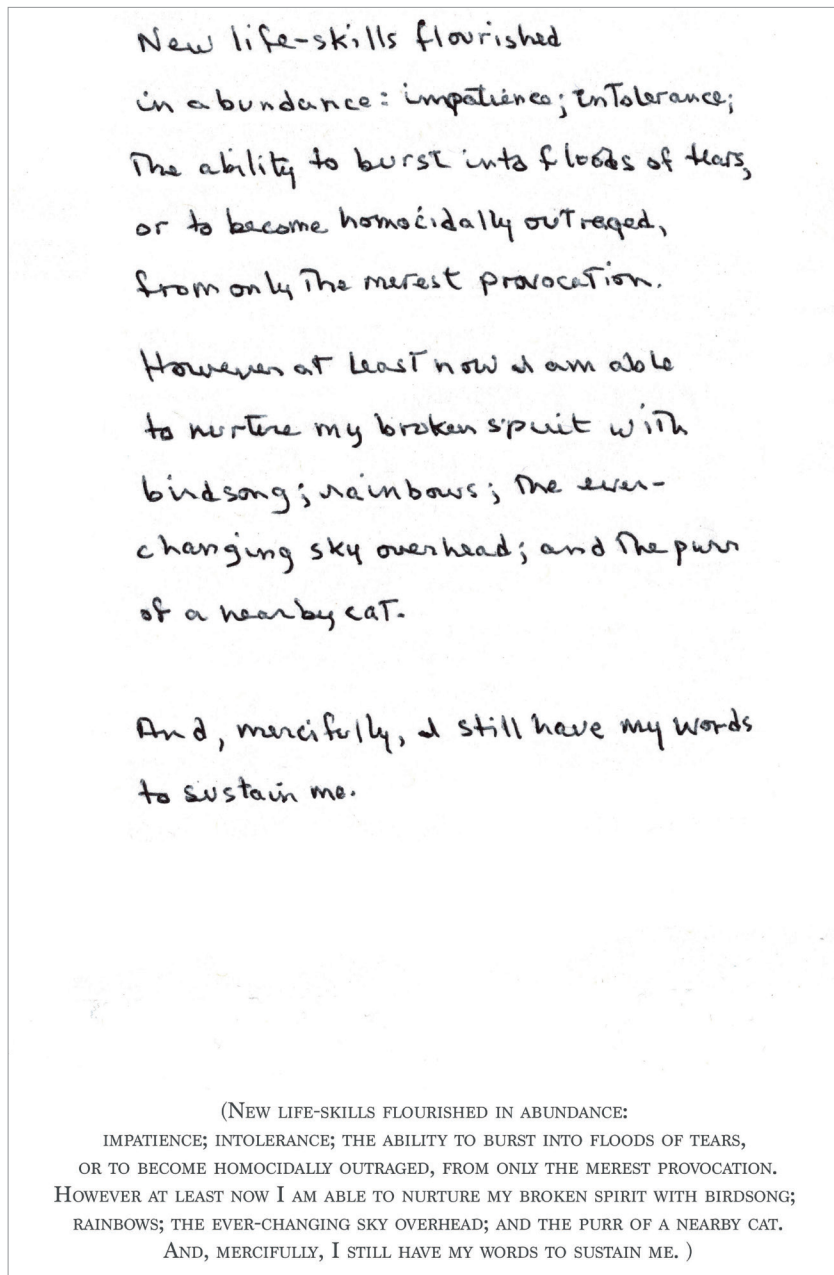 New life-skills flourished
in abundance: impatience; inTolerance;
The ability to burst into floods of tears,
or to become homocidally outraged,
from only The merest provocation.
However at least now I am able
to nurture my broken spirit with
birdsong; rainbows; The ever-
changing sky overhead; and The purr
of a nearby cat.
And, mercifully, I still have my words
to sustain me.
(New life-skills flourished in abundance:
impatience; intolerance; the ability to burst into floods of tears,
or to become homocidally outraged, from only the merest provocation.
However at least now I am able to nurture my broken spirit with birdsong;
rainbows; the ever-changing sky overhead; and the purr of a nearby cat.
And, mercifully, I still have my words to sustain me. )